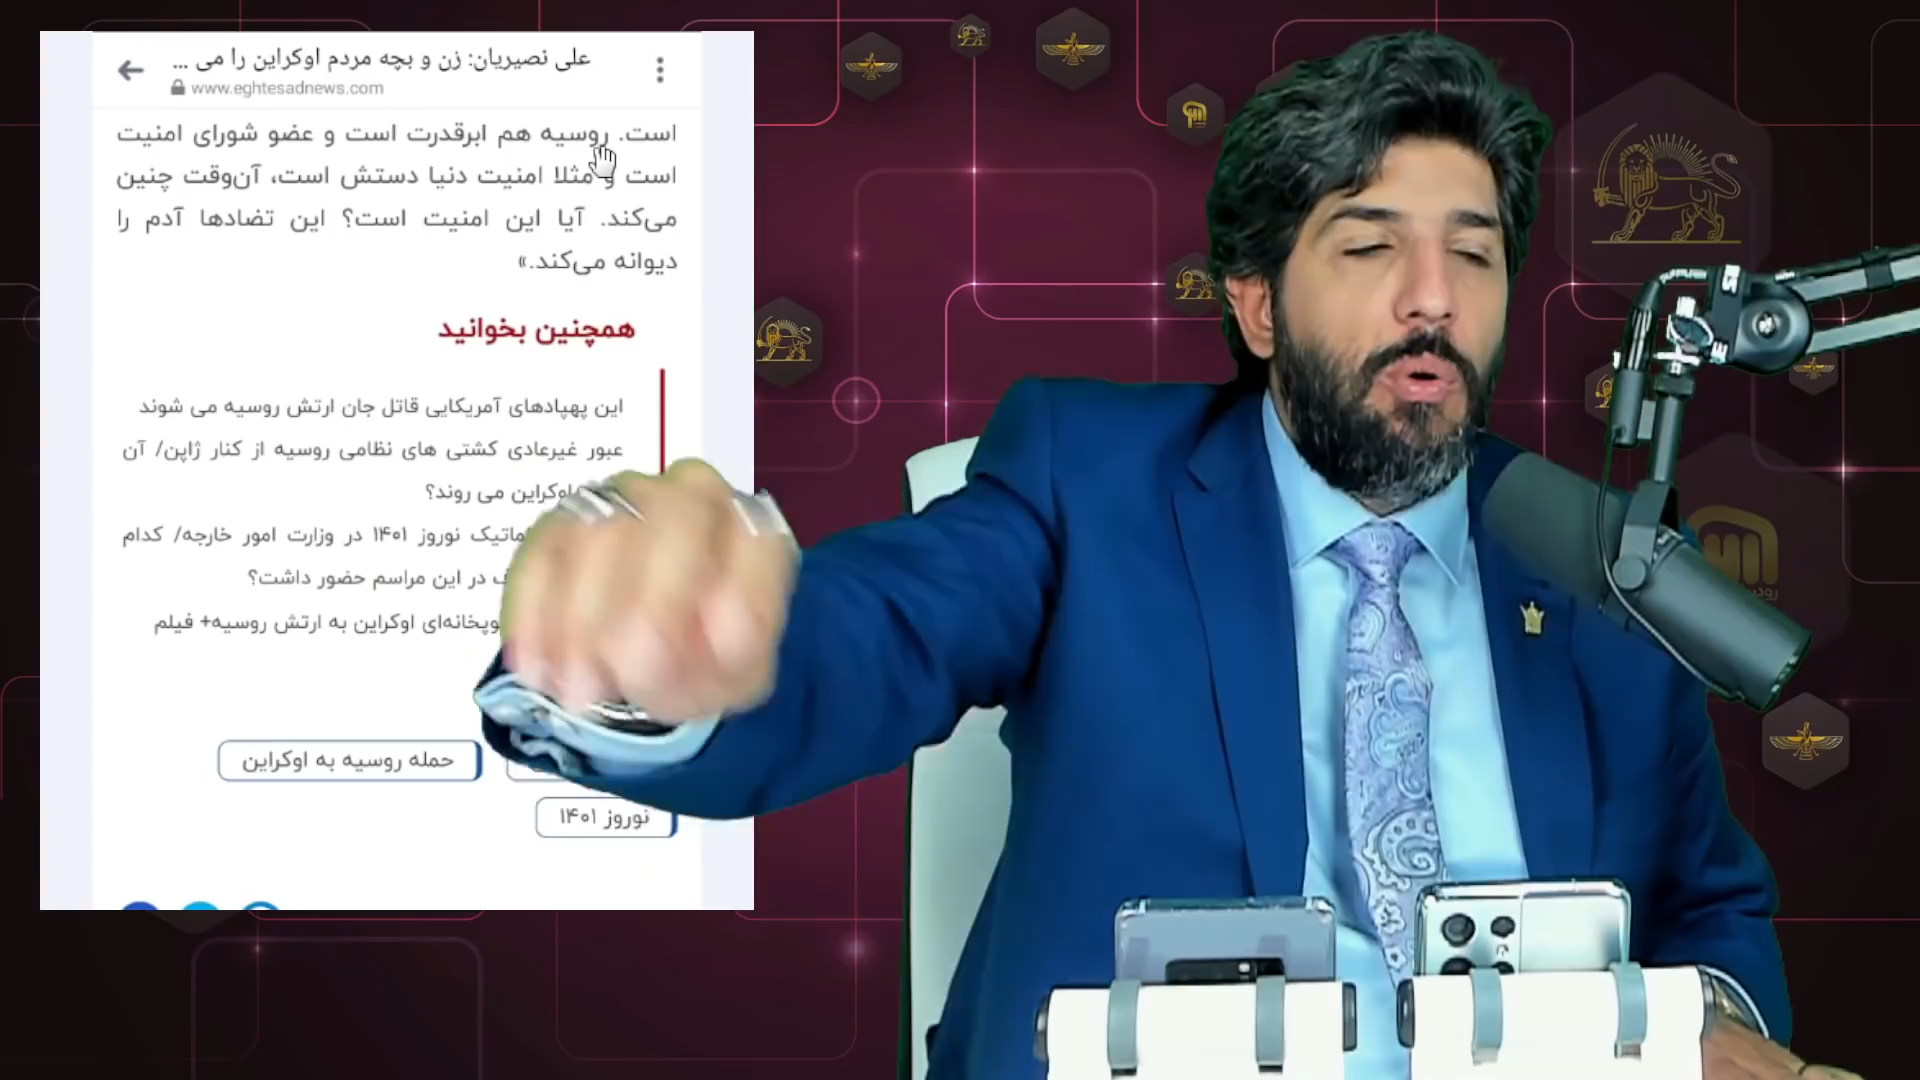 علی نصیریان: زن و بچه مردم اوکراین را می ...
www.eghtesadnews.com
است. روسیه هم ابرقدرت است و عضو شورای امنیت
است و مثلا امنیت دنیا دستش است، آن‌وقت چنین
می‌کند. آیا این امنیت است؟ این تضادها آدم را
دیوانه می‌کند.»
همچنین بخوانید
این پهپادهای آمریکایی قاتل جان ارتش روسیه می شوند
عبور غیرعادی کشتی های نظامی روسیه از کنار ژاپن/ آن
اوکراین می روند؟
نوروز ۱۴۰۱ در وزارت امور خارجه/ کدام
در این مراسم حضور داشت؟
اوکراین به ارتش روسیه+ فیلم
حمله روسیه به اوکراین
نوروز ۱۴۰۱